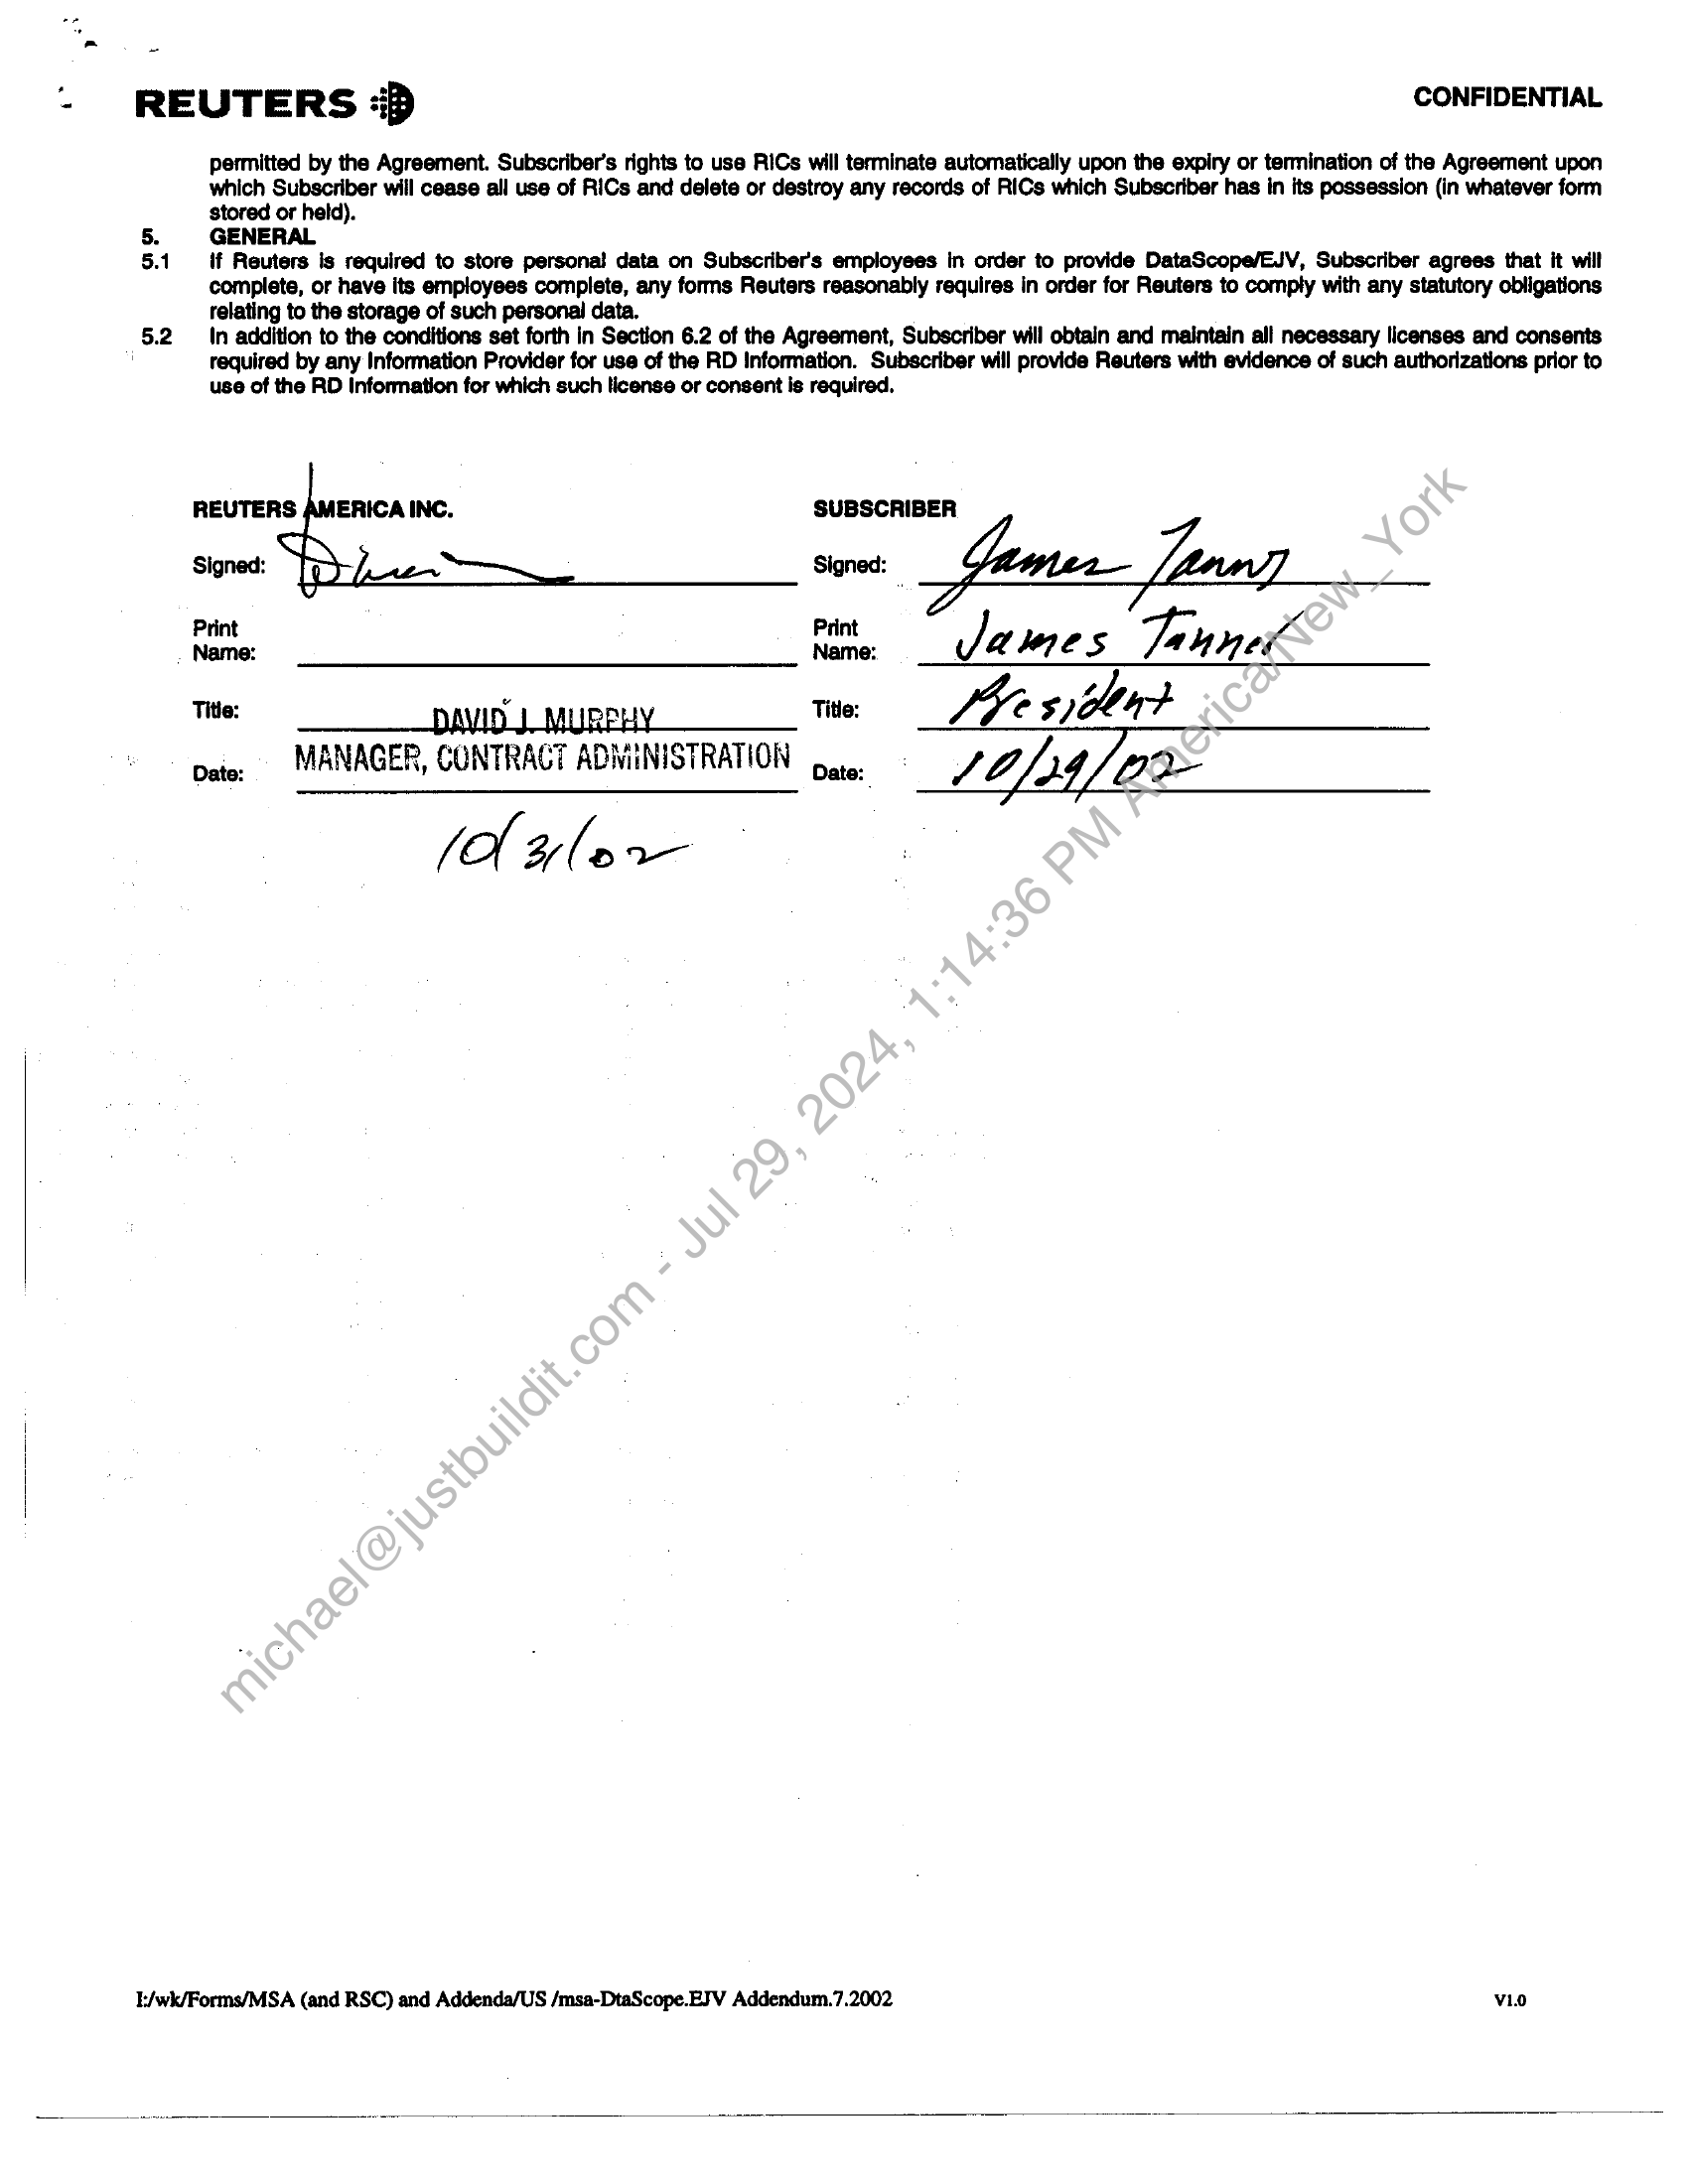 REUTERS
CONFIDENTIAL
permitted by the Agreement. Subscriber's rights to use RICs will terminate automatically upon the expiry or termination of the Agreement upon
which Subscriber will cease all use of RICs and delete or destroy any records of RICs which Subscriber has in its possession (in whatever form
stored or held).
5. GENERAL
5.1 If Reuters is required to store personal data on Subscriber's employees in order to provide DataScope/EJV, Subscriber agrees that it will
complete, or have its employees complete, any forms Reuters reasonably requires in order for Reuters to comply with any statutory obligations
relating to the storage of such personal data.
5.2 In addition to the conditions set forth in Section 6.2 of the Agreement, Subscriber will obtain and maintain all necessary licenses and consents
required by any Information Provider for use of the RD Information. Subscriber will provide Reuters with evidence of such authorizations prior to
use of the RD Information for which such license or consent is required.
REUTERS AMERICA INC.
Signed:
Print
Name:
Title: DAVID J. MURPHY
MANAGER, CONTRACT ADMINISTRATION
Date:
10/31/02
SUBSCRIBER
Signed: James Tanner
Print
Name: James Tanner
Title: President
Date: 10/29/02
michael@justbuildit.com - Jul 29, 2024, 1:14:36 PM America/New_York
I:/wk/Forms/MSA (and RSC) and Addenda/US /msa-DtaScope.EJV Addendum.7.2002
V1.0